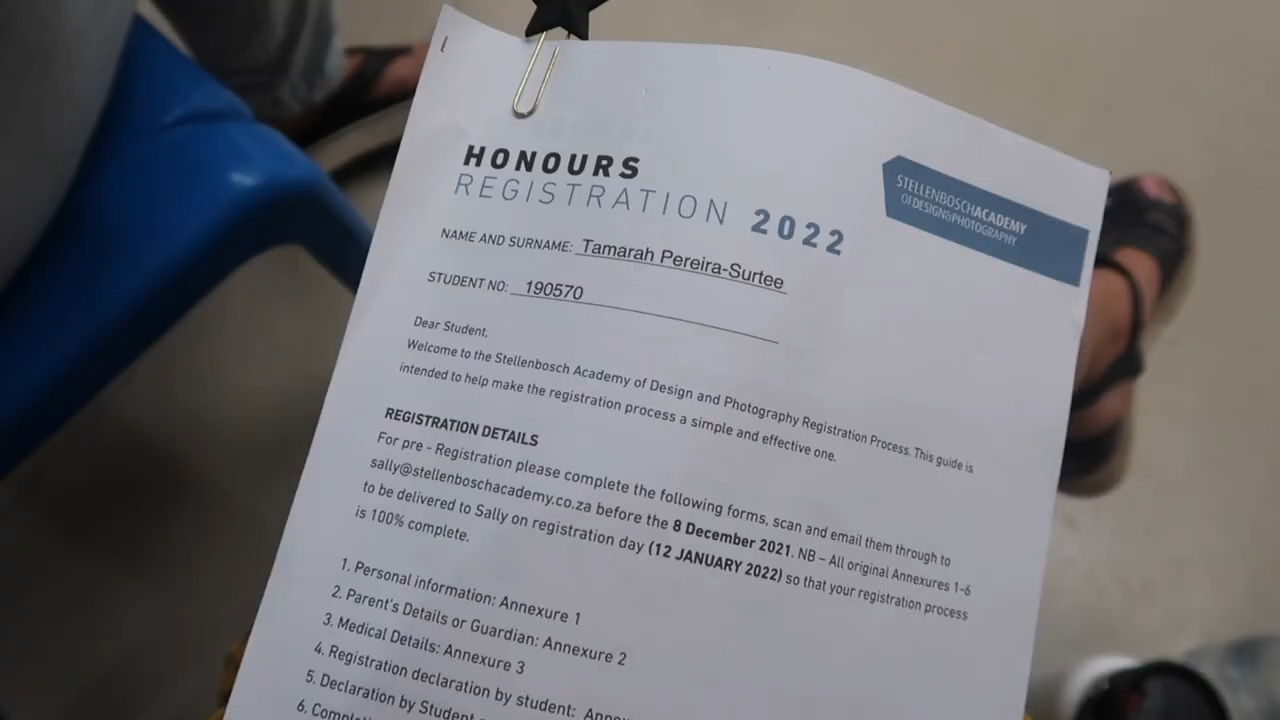 HONOURS
REGISTRATION 2022
STELLENBOSCHACADEMY
OFDESIGN&PHOTOGRAPHY
NAME AND SURNAME: Tamarah Pereira-Surtee
STUDENT NO: 190570
Dear Student,
Welcome to the Stellenbosch Academy of Design and Photography Registration Process. This guide is
intended to help make the registration process a simple and effective one.
REGISTRATION DETAILS
For pre - Registration please complete the following forms, scan and email them through to
sally@stellenboschacademy.co.za before the 8 December 2021. NB – All original Annexures 1-6
to be delivered to Sally on registration day (12 JANUARY 2022) so that your registration process
is 100% complete.
1. Personal information: Annexure 1
2. Parent's Details or Guardian: Annexure 2
3. Medical Details: Annexure 3
4. Registration declaration by student:
5. Declaration by Student
6.